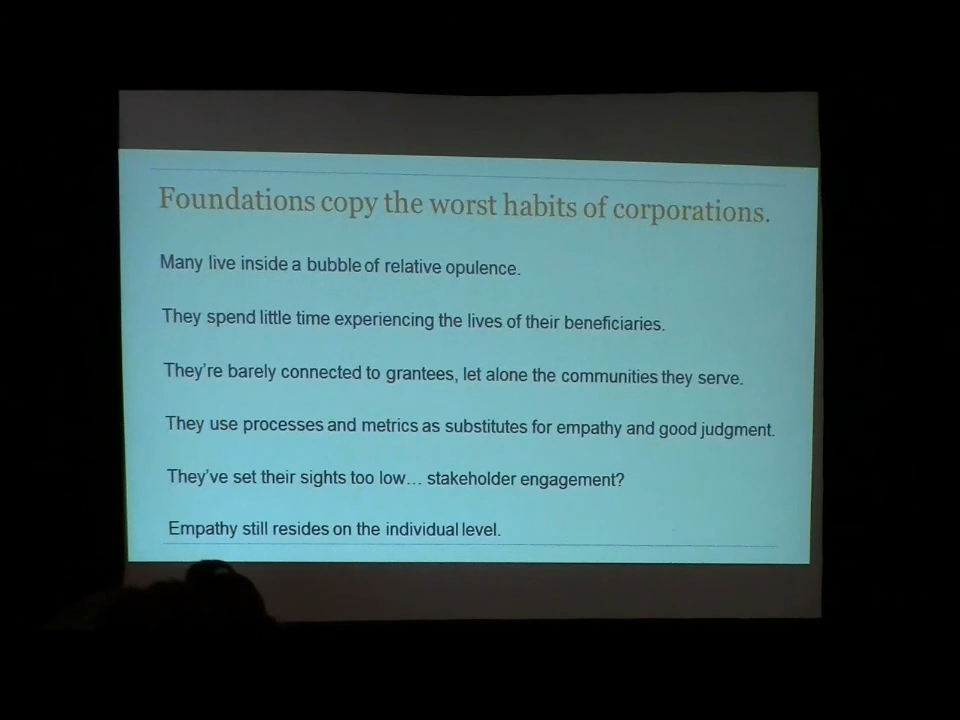 Foundations copy the worst habits of corporations.
Many live inside a bubble of relative opulence.
They spend little time experiencing the lives of their beneficiaries.
They’re barely connected to grantees, let alone the communities they serve.
They use processes and metrics as substitutes for empathy and good judgment.
They’ve set their sights too low… stakeholder engagement?
Empathy still resides on the individual level.